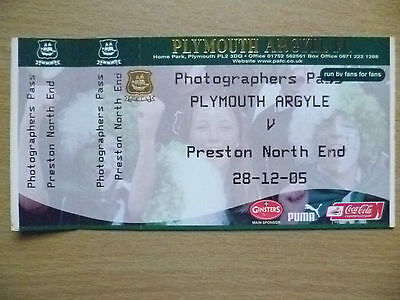 PLYMOUTH ARGYLE
Home Park, Plymouth PL2 3DQ • Office 01752 562561 Box Office 0871 222 1288
www.pafc.co.uk
run by fans for fans
Photographers Pass
PLYMOUTH ARGYLE
v
Preston North End
28-12-05
GINSTERS
MAIN SPONSOR
PUMA
Coca-Cola
Photographers Pass
Preston North End
Photographers Pass
Preston North End